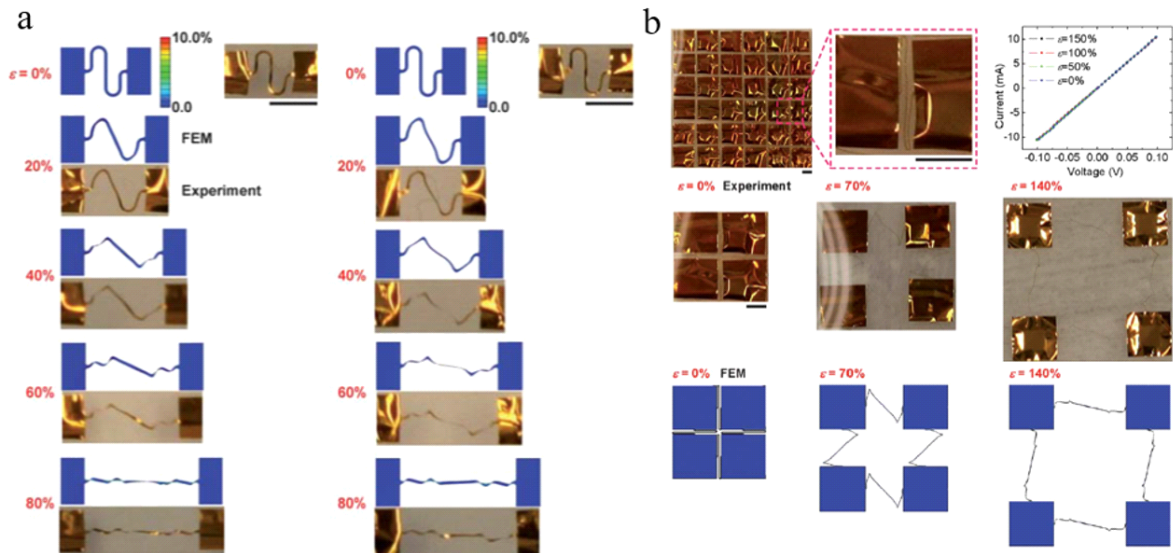 a
10.0%
ε = 0%
0.0
FEM
20%
Experiment
40%
60%
80%
10.0%
0%
0.0
20%
40%
60%
80%
b
Current (mA)
10
5
0
-5
-10
ε=150%
ε=100%
ε=50%
ε=0%
-0.10 -0.05 0.00 0.05 0.10
Voltage (V)
ε = 0% Experiment ε = 70% ε = 140%
ε = 0% FEM ε = 70% ε = 140%